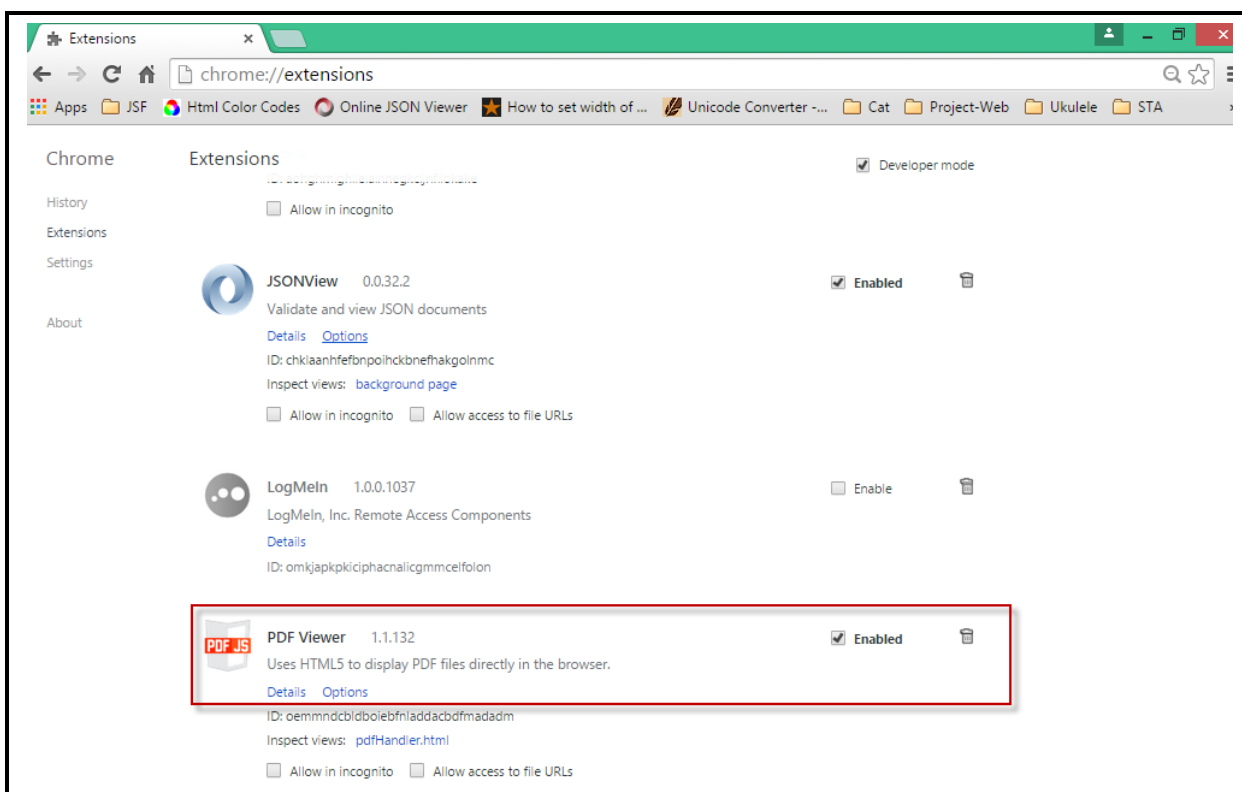 Extensions
chrome://extensions
Apps JSF Html Color Codes Online JSON Viewer How to set width of ... Unicode Converter -... Cat Project-Web Ukulele STA
Chrome Extensions Developer mode
History
Allow in incognito
Extensions
Settings
JSONView 0.0.32.2 Enabled
Validate and view JSON documents
About
Details Options
ID: chklaanhfefbnpoihckbnefhakgolnmc
Inspect views: background page
Allow in incognito Allow access to file URLs
LogMeIn 1.0.0.1037 Enable
LogMeIn, Inc. Remote Access Components
Details
ID: omkjapkpkiciphacnalicgmmcelfolon
PDF JS
PDF Viewer 1.1.132 Enabled
Uses HTML5 to display PDF files directly in the browser.
Details Options
ID: oemmndcbldboiebfnladdacbdfmadadm
Inspect views: pdfHandler.html
Allow in incognito Allow access to file URLs